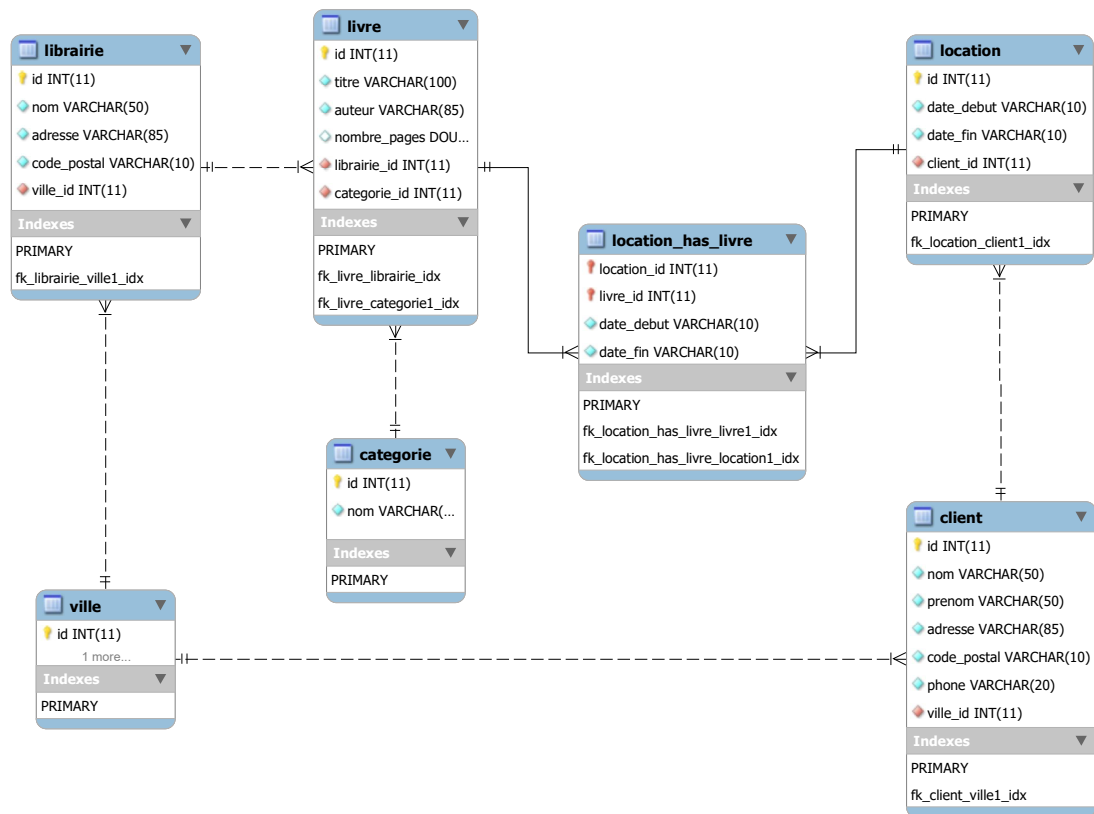 librairie
id INT(11)
nom VARCHAR(50)
adresse VARCHAR(85)
code_postal VARCHAR(10)
ville_id INT(11)
Indexes
PRIMARY
fk_librairie_ville1_idx
livre
id INT(11)
titre VARCHAR(100)
auteur VARCHAR(85)
nombre_pages DOU...
librairie_id INT(11)
categorie_id INT(11)
Indexes
PRIMARY
fk_livre_librairie_idx
fk_livre_categorie1_idx
location_has_livre
location_id INT(11)
livre_id INT(11)
date_debut VARCHAR(10)
date_fin VARCHAR(10)
Indexes
PRIMARY
fk_location_has_livre_livre1_idx
fk_location_has_livre_location1_idx
location
id INT(11)
date_debut VARCHAR(10)
date_fin VARCHAR(10)
client_id INT(11)
Indexes
PRIMARY
fk_location_client1_idx
categorie
id INT(11)
nom VARCHAR(...
Indexes
PRIMARY
ville
id INT(11)
1 more...
Indexes
PRIMARY
client
id INT(11)
nom VARCHAR(50)
prenom VARCHAR(50)
adresse VARCHAR(85)
code_postal VARCHAR(10)
phone VARCHAR(20)
ville_id INT(11)
Indexes
PRIMARY
fk_client_ville1_idx